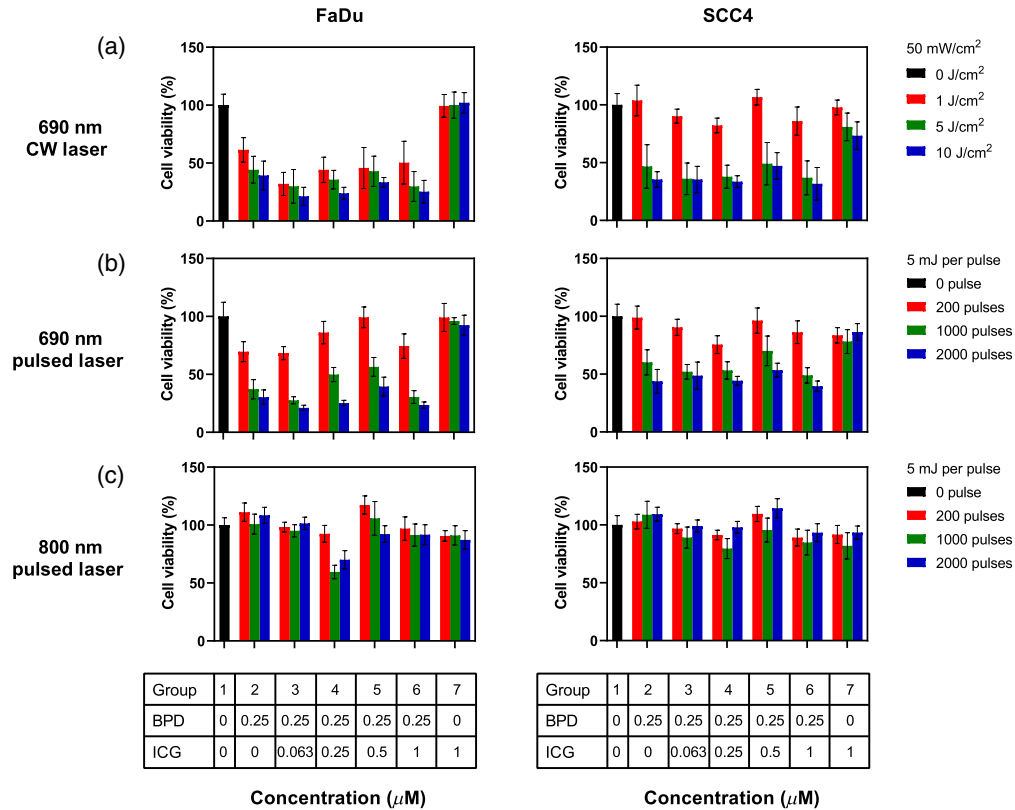 FaDu
SCC4
(a)
690 nm
CW laser
Cell viability (%)
150
100
50
0
Cell viability (%)
150
100
50
0
50 mW/cm²
0 J/cm²
1 J/cm²
5 J/cm²
10 J/cm²
(b)
690 nm
pulsed laser
Cell viability (%)
150
100
50
0
Cell viability (%)
150
100
50
0
5 mJ per pulse
0 pulse
200 pulses
1000 pulses
2000 pulses
(c)
800 nm
pulsed laser
Cell viability (%)
150
100
50
0
Cell viability (%)
150
100
50
0
5 mJ per pulse
0 pulse
200 pulses
1000 pulses
2000 pulses
Group 1 2 3 4 5 6 7
BPD 0 0.25 0.25 0.25 0.25 0.25 0
ICG 0 0 0.063 0.25 0.5 1 1
Concentration (μM)
Group 1 2 3 4 5 6 7
BPD 0 0.25 0.25 0.25 0.25 0.25 0
ICG 0 0 0.063 0.25 0.5 1 1
Concentration (μM)